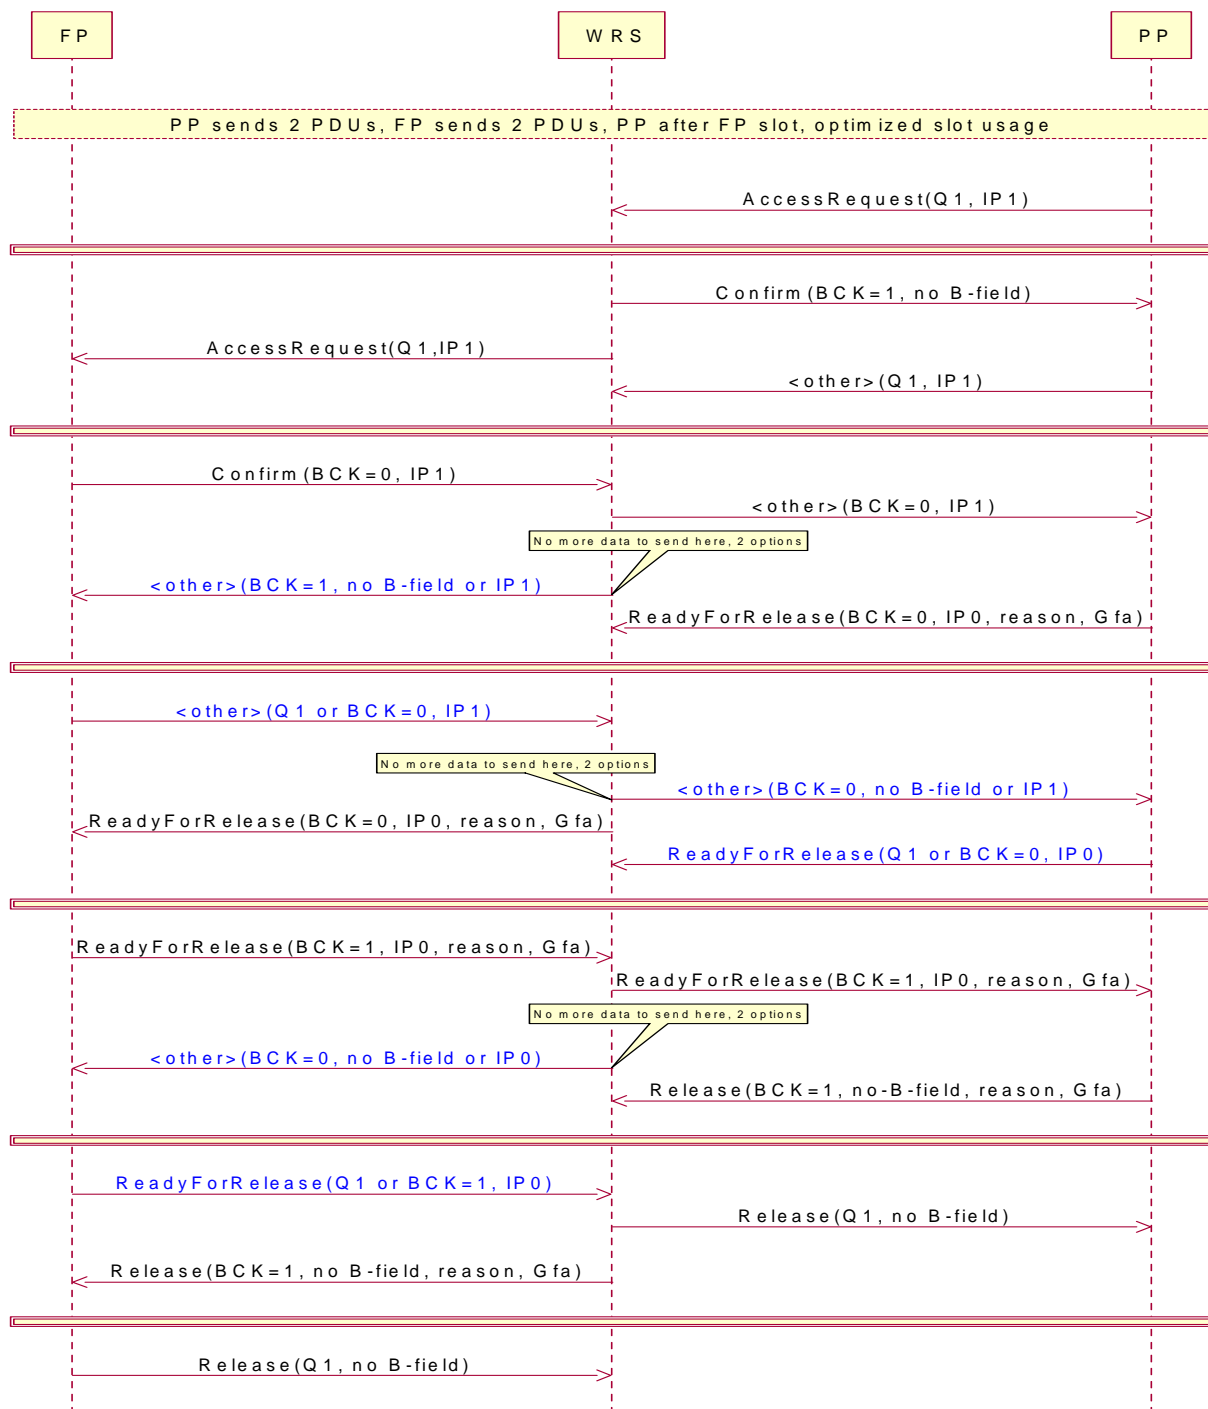 FP
WRS
PP
PP sends 2 PDUs, FP sends 2 PDUs, PP after FP slot, optimized slot usage
AccessRequest(Q1, IP1)
Confirm(BCK=1, no B-field)
AccessRequest(Q1,IP1)
<other>(Q1, IP1)
Confirm(BCK=0, IP1)
<other>(BCK=0, IP1)
No more data to send here, 2 options
<other>(BCK=1, no B-field or IP1)
ReadyForRelease(BCK=0, IP0, reason, Gfa)
<other>(Q1 or BCK=0, IP1)
No more data to send here, 2 options
<other>(BCK=0, no B-field or IP1)
ReadyForRelease(BCK=0, IP0, reason, Gfa)
ReadyForRelease(Q1 or BCK=0, IP0)
ReadyForRelease(BCK=1, IP0, reason, Gfa)
ReadyForRelease(BCK=1, IP0, reason, Gfa)
No more data to send here, 2 options
<other>(BCK=0, no B-field or IP0)
Release(BCK=1, no-B-field, reason, Gfa)
ReadyForRelease(Q1 or BCK=1, IP0)
Release(Q1, no B-field)
Release(BCK=1, no B-field, reason, Gfa)
Release(Q1, no B-field)